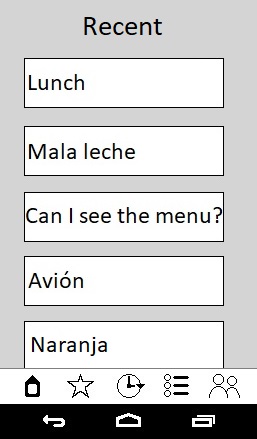 Recent
Lunch
Mala leche
Can I see the menu?
Avión
Naranja